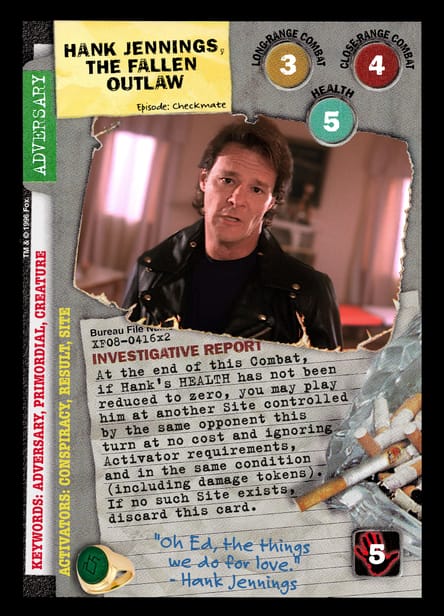 HANK JENNINGS,
THE FALLEN
OUTLAW
Episode: Checkmate
LONG-RANGE COMBAT
3
CLOSE-RANGE COMBAT
4
HEALTH
5
ADVERSARY
TM & © 1996 Fox.
KEYWORDS: ADVERSARY, PRIMORDIAL, CREATURE
ACTIVATORS: CONSPIRACY, RESULT, SITE
Bureau File
XF08-0416x2
INVESTIGATIVE REPORT
At the end of this Combat,
if Hank's HEALTH has not been
reduced to zero, you may play
him at another Site controlled
by the same opponent this
turn at no cost and ignoring
Activator requirements,
and in the same condition
(including damage tokens).
If no such Site exists,
discard this card.
"Oh Ed, the things
we do for love."
- Hank Jennings
5